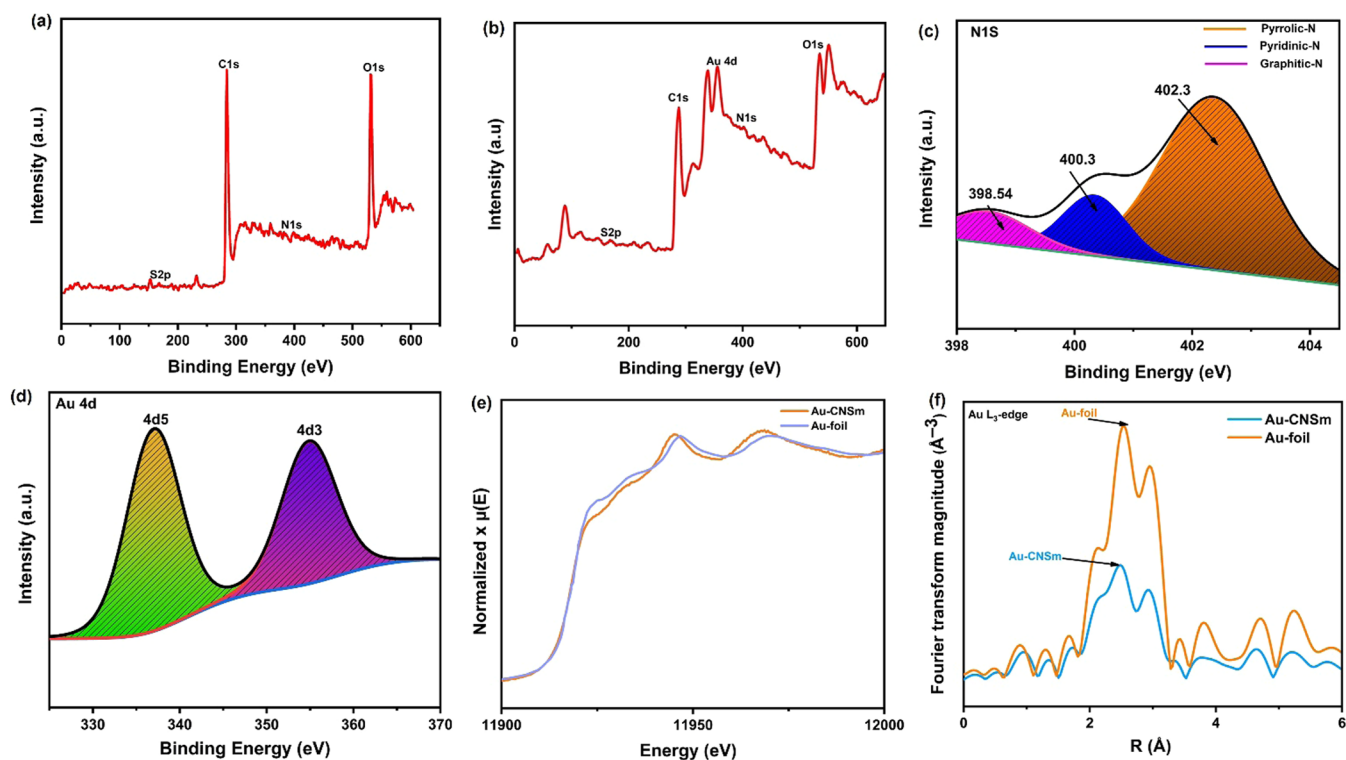 (a)
C1s
O1s
N1s
S2p
Intensity (a.u.)
0 100 200 300 400 500 600
Binding Energy (eV)
(b)
O1s
Au 4d
C1s
N1s
S2p
Intensity (a.u)
0 200 400 600
Binding Energy (eV)
(c)
N1S
Pyrrolic-N
Pyridinic-N
Graphitic-N
402.3
400.3
398.54
Intensity (a.u.)
398 400 402 404
Binding Energy (eV)
(d)
Au 4d
4d5
4d3
Intensity (a.u.)
330 340 350 360 370
Binding Energy (eV)
(e)
Au-CNSm
Au-foil
Normalized x μ(E)
11900 11950 12000
Energy (eV)
(f)
Au L3-edge
Au-foil
Au-CNSm
Au-foil
Au-CNSm
Fourier transform magnitude (Å−3)
0 2 4 6
R (Å)